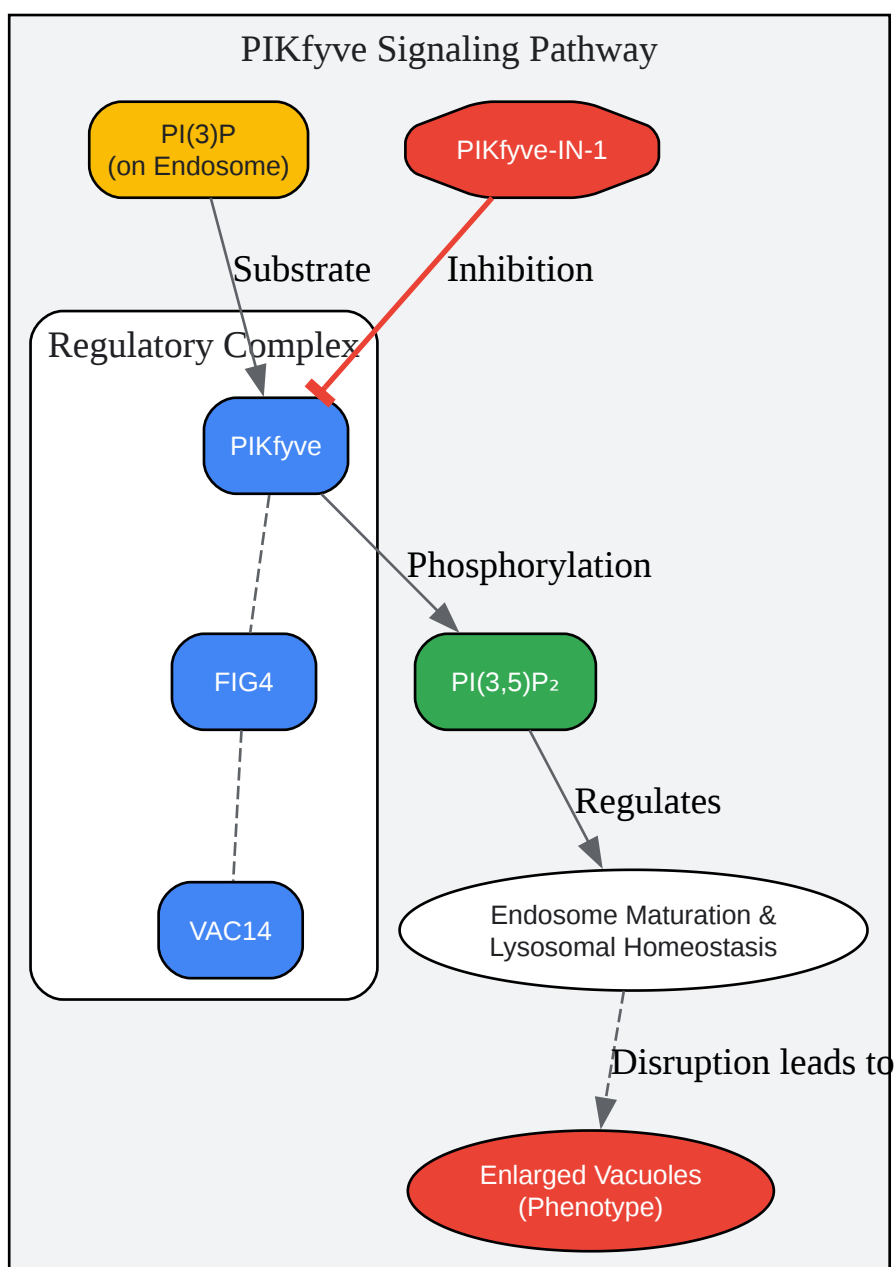 PIKfyve Signaling Pathway
PI(3)P
(on Endosome)
PIKfyve-IN-1
Substrate
Inhibition
Regulatory Complex
PIKfyve
Phosphorylation
FIG4
PI(3,5)P₂
Regulates
VAC14
Endosome Maturation &
Lysosomal Homeostasis
Disruption leads to
Enlarged Vacuoles
(Phenotype)